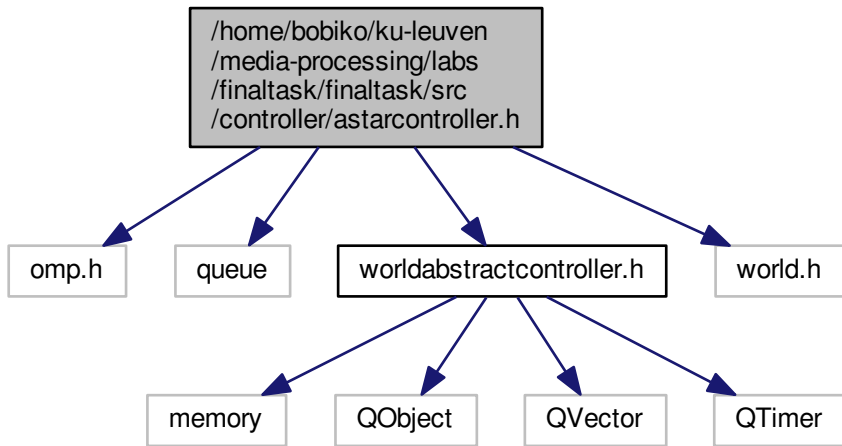 /home/bobiko/ku-leuven
/media-processing/labs
/finaltask/finaltask/src
/controller/astarcontroller.h
omp.h
queue
worldabstractcontroller.h
world.h
memory
QObject
QVector
QTimer